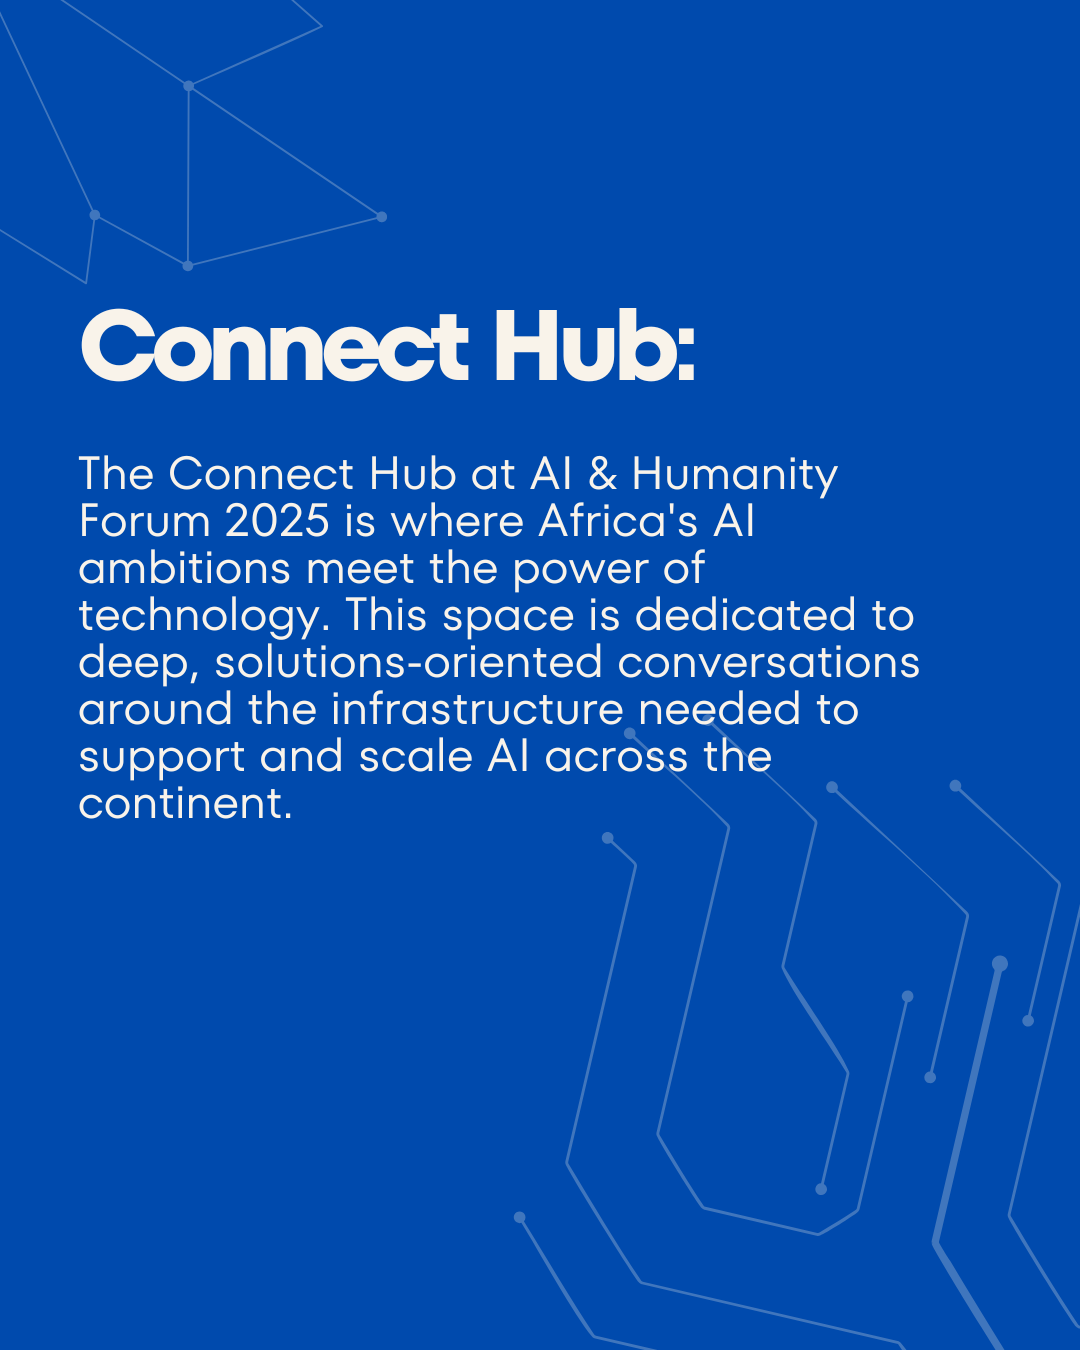 Connect Hub:
The Connect Hub at AI & Humanity
Forum 2025 is where Africa's AI
ambitions meet the power of
technology. This space is dedicated to
deep, solutions-oriented conversations
around the infrastructure needed to
support and scale AI across the
continent.